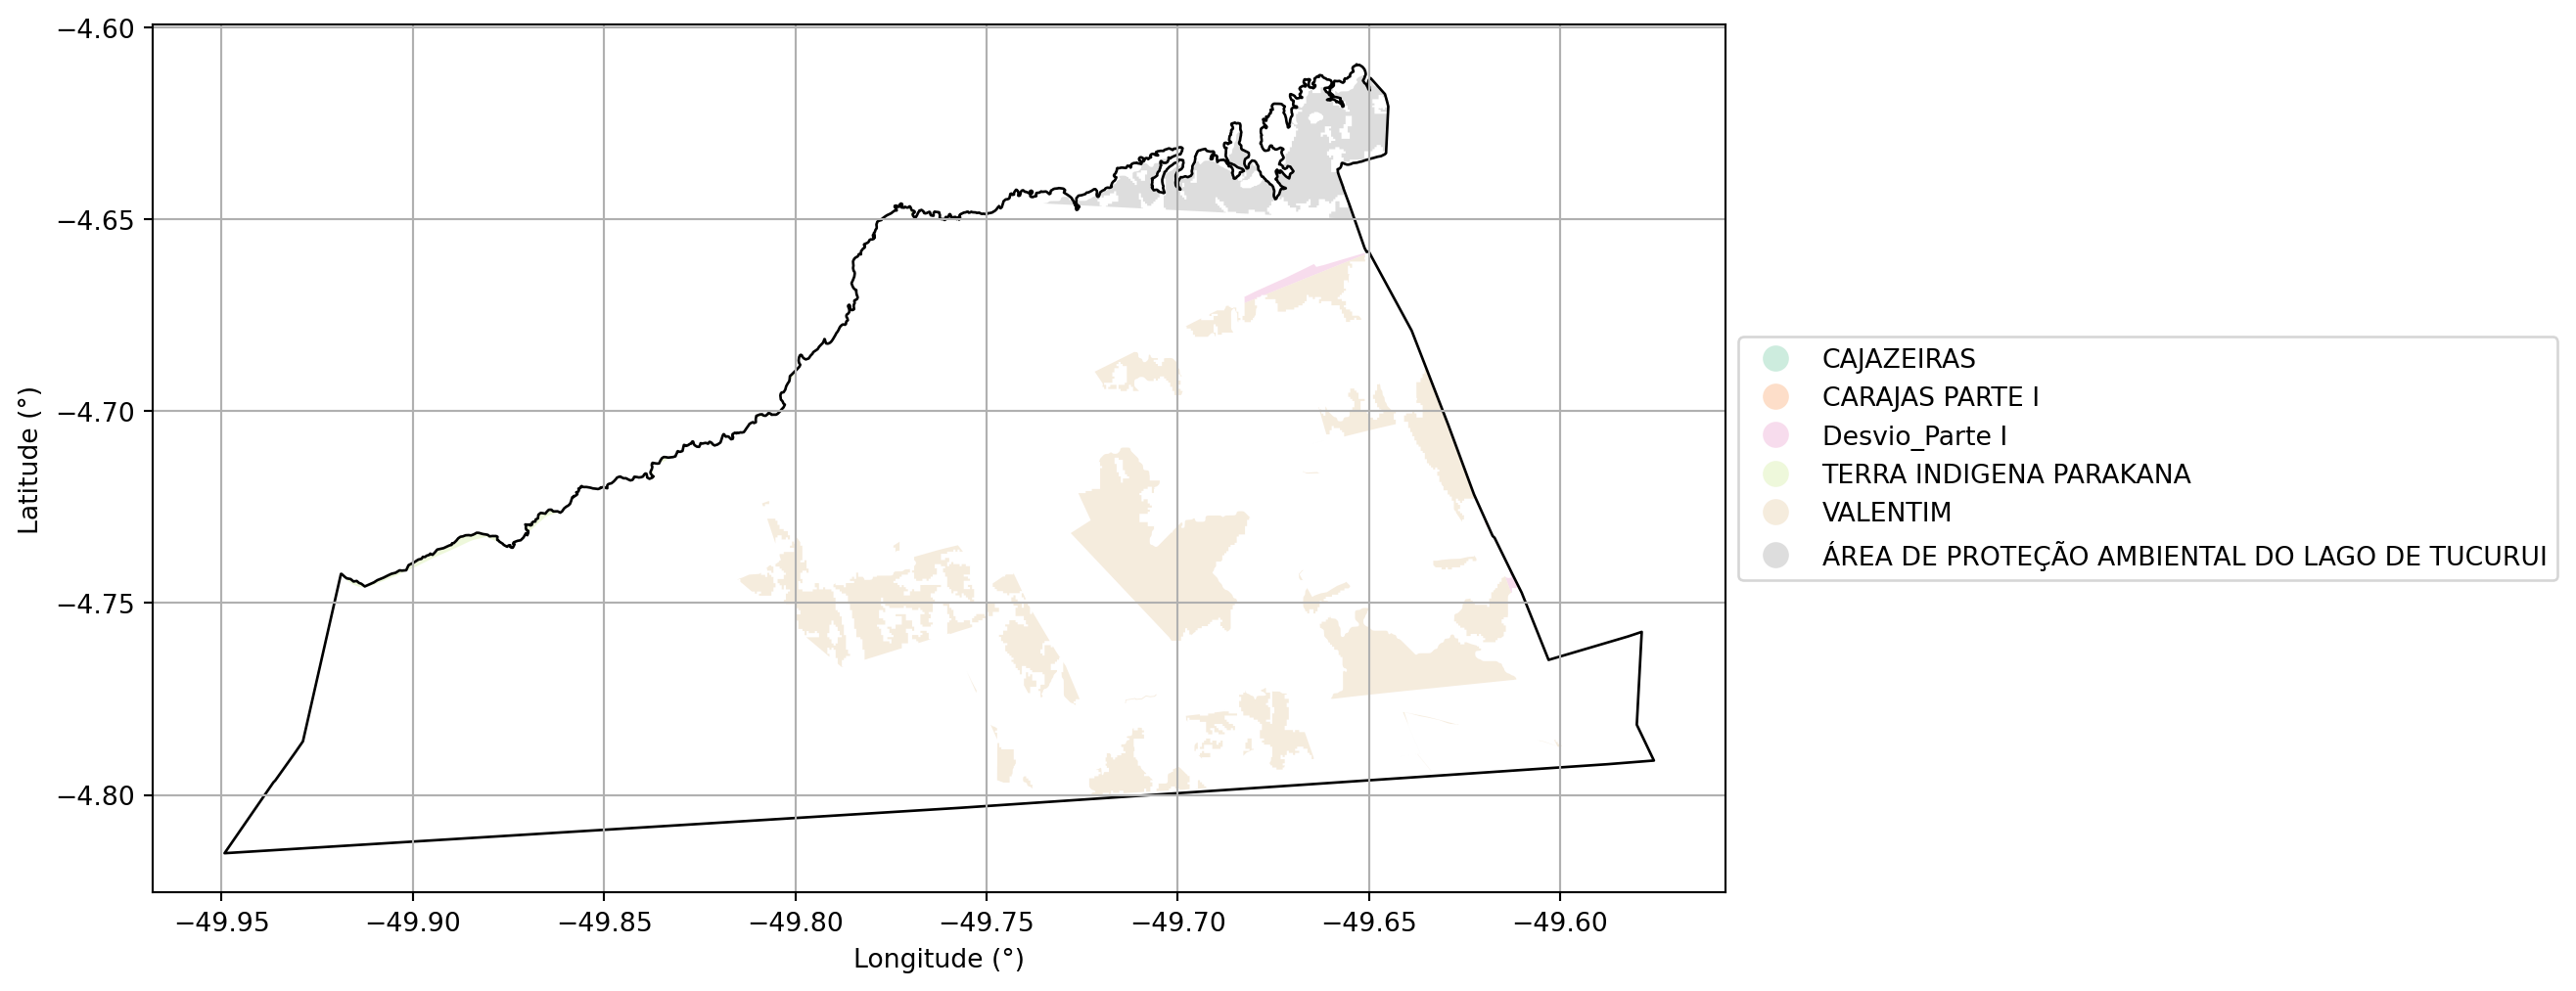 −4.60
−4.65
−4.70
−4.75
−4.80
Latitude (°)
−49.95 −49.90 −49.85 −49.80 −49.75 −49.70 −49.65 −49.60
Longitude (°)
CAJAZEIRAS
CARAJAS PARTE I
Desvio_Parte I
TERRA INDIGENA PARAKANA
VALENTIM
ÁREA DE PROTEÇÃO AMBIENTAL DO LAGO DE TUCURUI